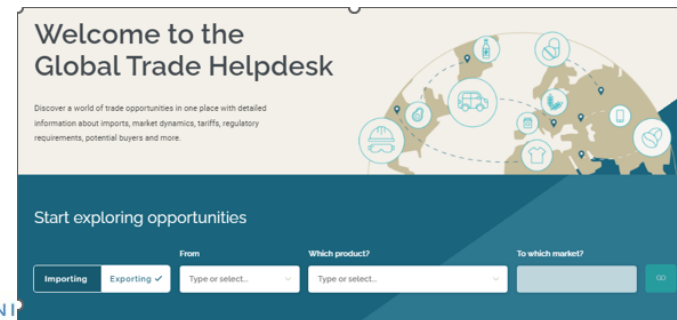 Welcome to the
Global Trade Helpdesk
Discover a world of trade opportunities in one place with detailed
information about imports, market dynamics, tariffs, regulatory
requirements, potential buyers and more.
Start exploring opportunities
From
Which product?
To which market?
Importing
Exporting ✓
Type or select...
Type or select...
GO
NI